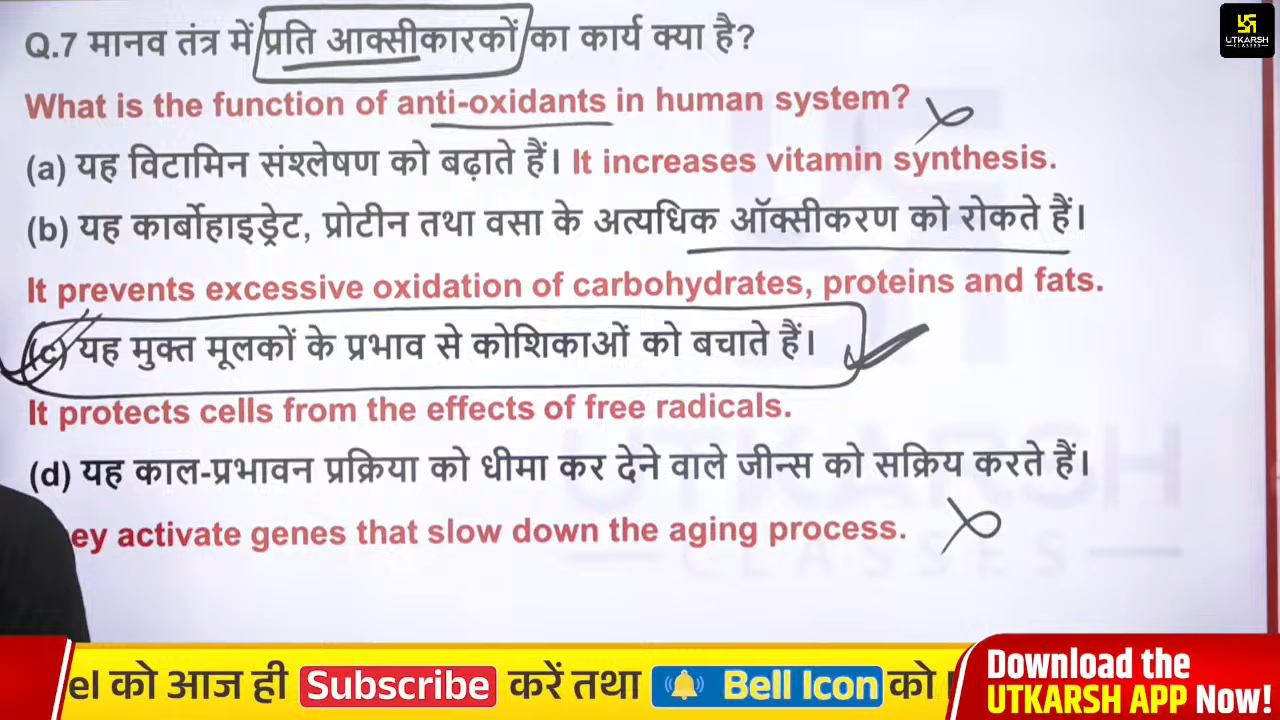 Q.7 मानव तंत्र में प्रति आक्सीकारकों का कार्य क्या है?
UTKARSH
CLASSES
What is the function of anti-oxidants in human system?
(a) यह विटामिन संश्लेषण को बढ़ाते हैं। It increases vitamin synthesis.
(b) यह कार्बोहाइड्रेट, प्रोटीन तथा वसा के अत्यधिक ऑक्सीकरण को रोकते हैं।
It prevents excessive oxidation of carbohydrates, proteins and fats.
(c) यह मुक्त मूलकों के प्रभाव से कोशिकाओं को बचाते हैं।
It protects cells from the effects of free radicals.
(d) यह काल-प्रभावन प्रक्रिया को धीमा कर देने वाले जीन्स को सक्रिय करते हैं।
ey activate genes that slow down the aging process.
UTKARSH
CLASSES
el को आज ही Subscribe करें तथा Bell Icon को
Download the
UTKARSH APP Now!